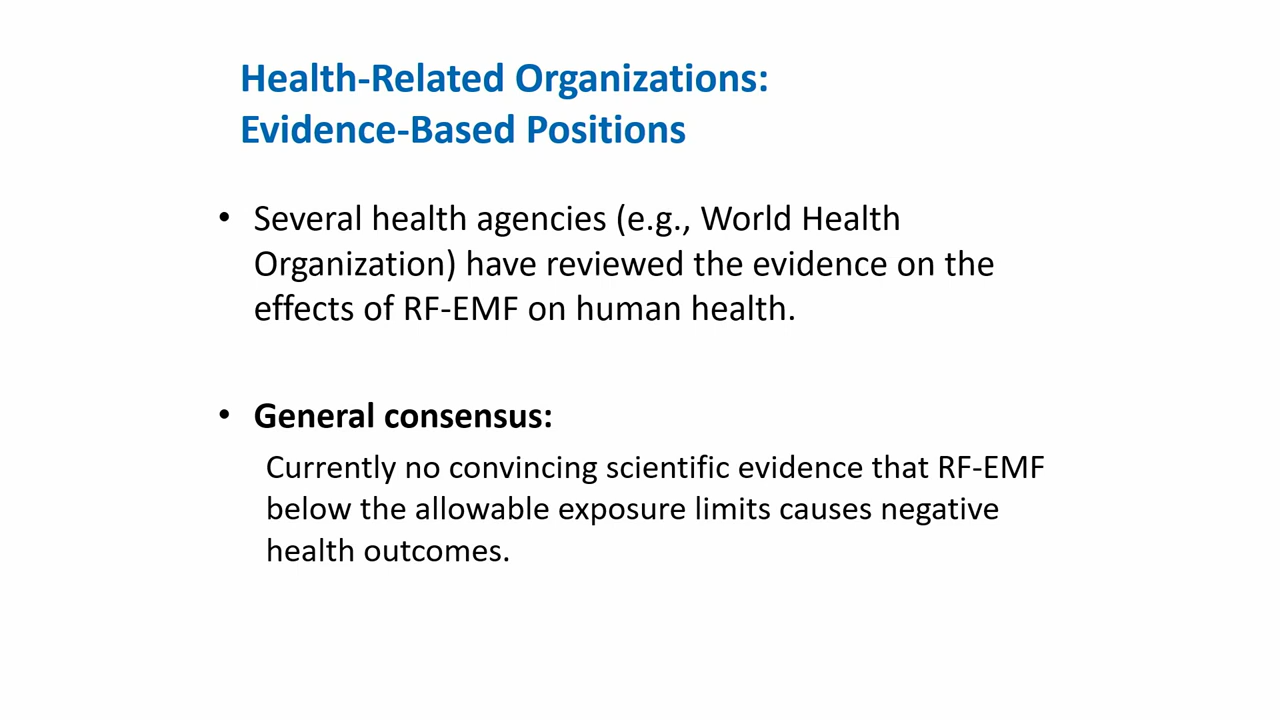 Health-Related Organizations:
Evidence-Based Positions
• Several health agencies (e.g., World Health
Organization) have reviewed the evidence on the
effects of RF-EMF on human health.
• General consensus:
Currently no convincing scientific evidence that RF-EMF
below the allowable exposure limits causes negative
health outcomes.